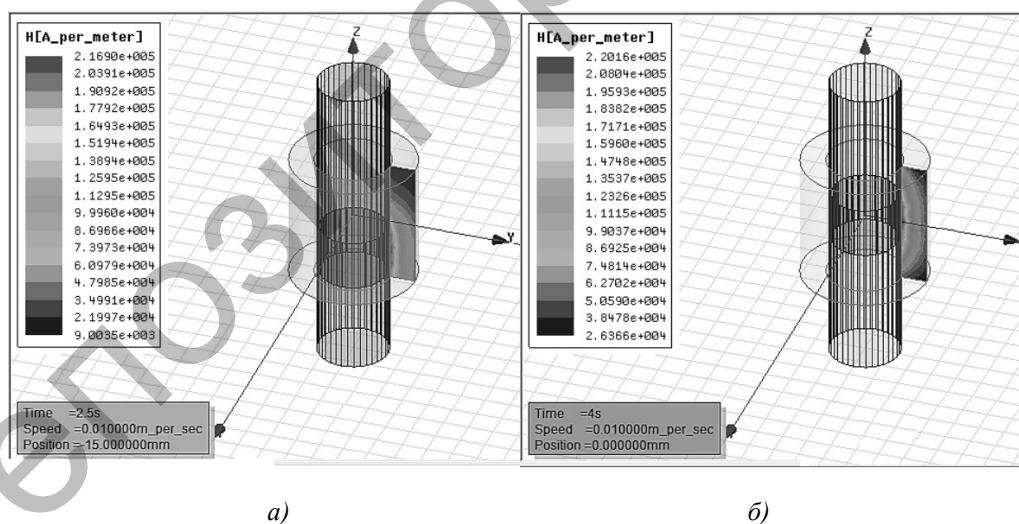 H[A_per_meter]
2.1690e+005
2.0391e+005
1.9092e+005
1.7792e+005
1.6493e+005
1.5194e+005
1.3894e+005
1.2595e+005
1.1295e+005
9.9960e+004
8.6966e+004
7.3973e+004
6.0979e+004
4.7985e+004
3.4991e+004
2.1997e+004
9.0035e+003
Z
Y
Time =2.5s
Speed =0.010000m_per_sec
Position =-15.000000mm
H[A_per_meter]
2.2016e+005
2.0804e+005
1.9593e+005
1.8382e+005
1.7171e+005
1.5960e+005
1.4748e+005
1.3537e+005
1.2326e+005
1.1115e+005
9.9037e+004
8.6925e+004
7.4814e+004
6.2702e+004
5.0590e+004
3.8478e+004
2.6366e+004
Z
Time =4s
Speed =0.010000m_per_sec
Position =0.000000mm
а)
б)
епозитор